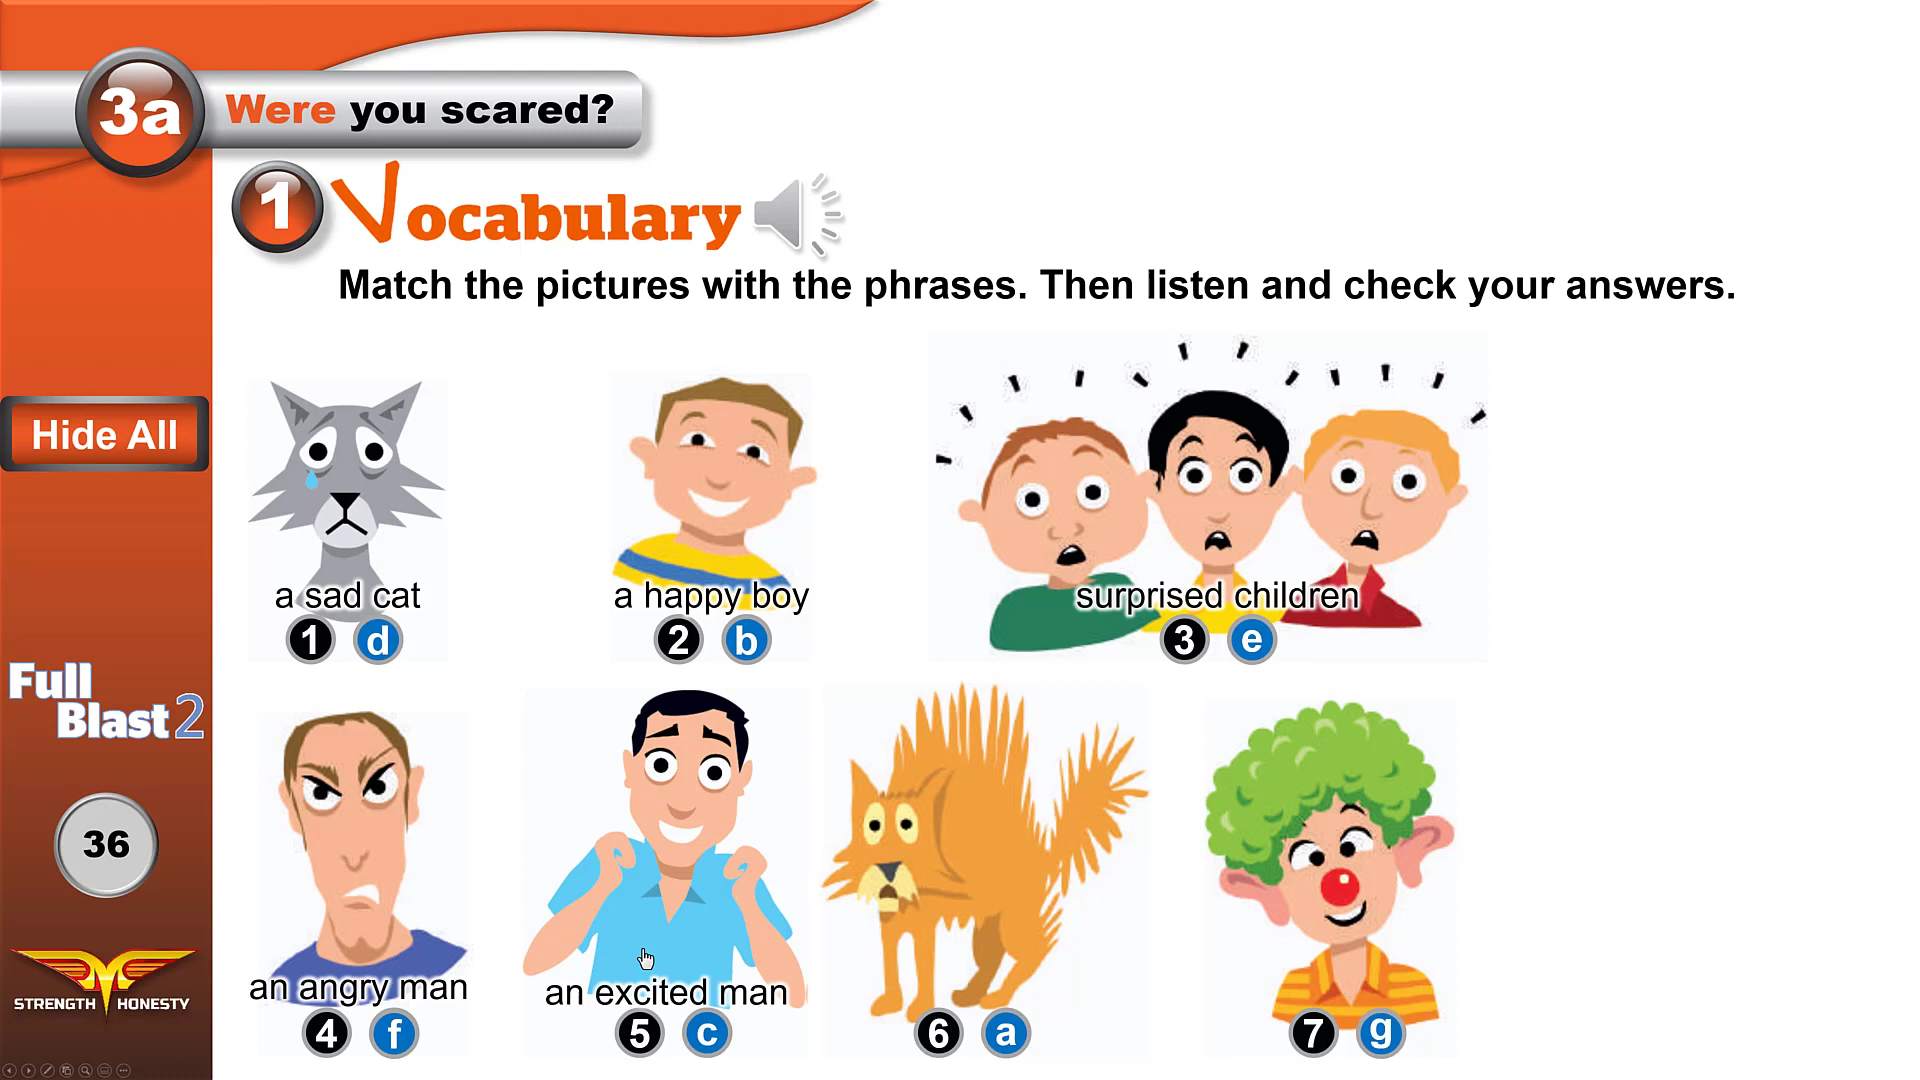 3a Were you scared?
1 Vocabulary
Match the pictures with the phrases. Then listen and check your answers.
Hide All
a sad cat
1 d
a happy boy
2 b
surprised children
3 e
Full
Blast 2
36
STRENGTH HONESTY
an angry man
4 f
an excited man
5 c
6 a
7 g